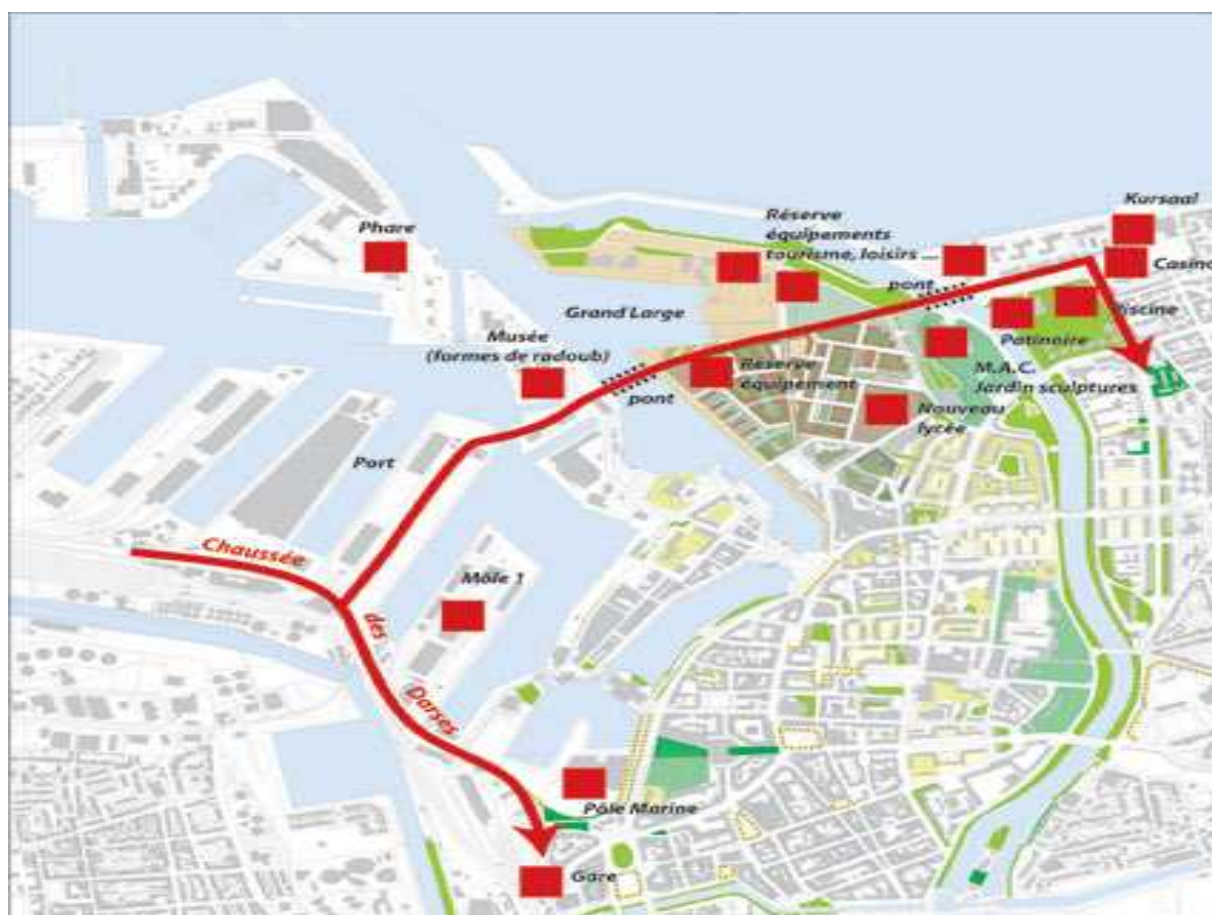 Kursaal
Réserve
équipements
tourisme, loisirs ...
Phare
Casino
pont
Grand Large
Piscine
Musée
(formes de radoub)
Patinoire
Réserve
équipement
M.A.C.
Jardin sculptures
pont
Nouveau
lycée
Port
Chaussée
des
Darses
Môle 1
Pôle Marine
Gare